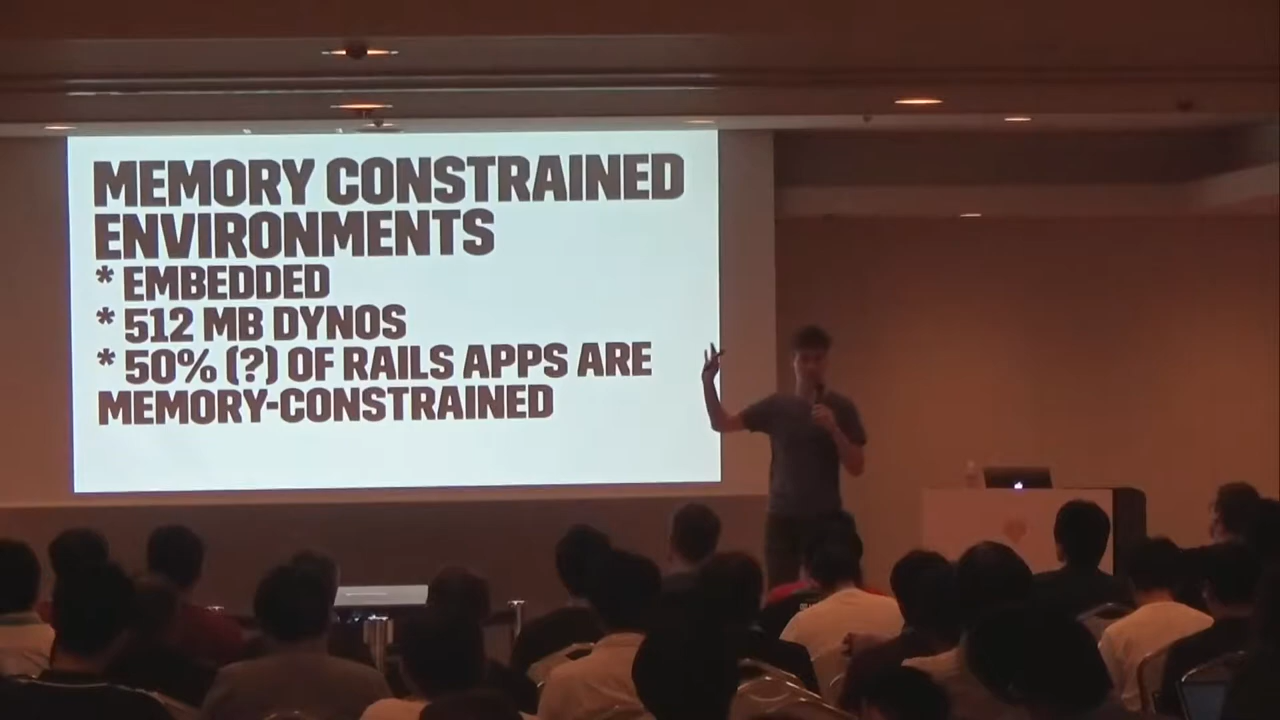 MEMORY CONSTRAINED
ENVIRONMENTS
* EMBEDDED
* 512 MB DYNOS
* 50% (?) OF RAILS APPS ARE
MEMORY-CONSTRAINED